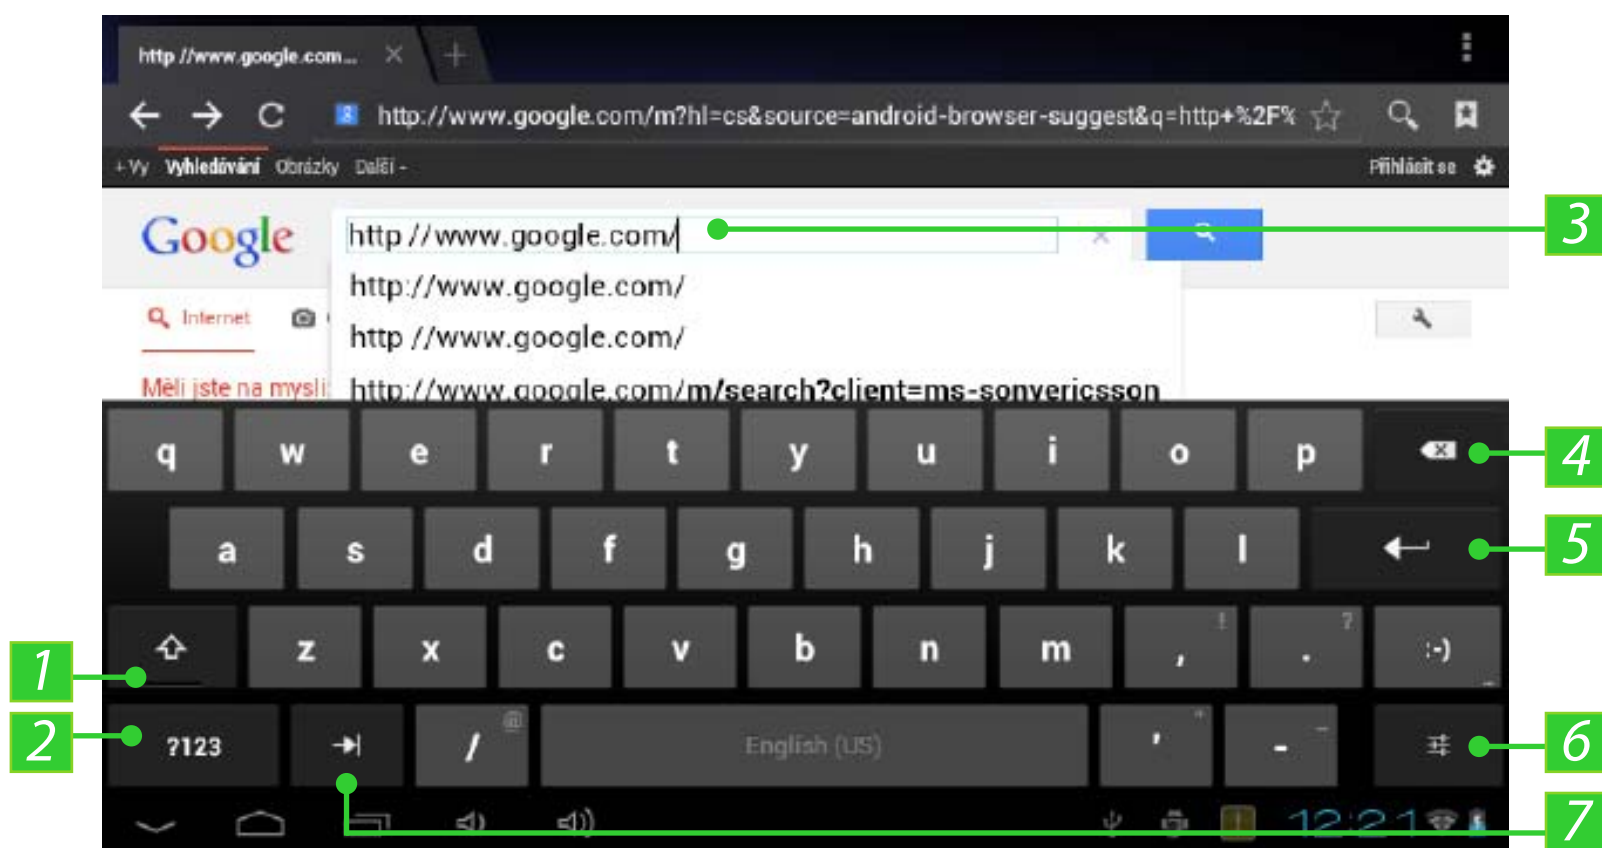 http //www.google.com...
http://www.google.com/m?hl=cs&source=android-browser-suggest&q=http+%2F%
+Vy Vyhledávání Obrázky Další - Přihlásit se
Google http //www.google.com/
3
http://www.google.com/
Internet
http //www.google.com/
Měli jste na mysli: http://www.google.com/m/search?client=ms-sonyericsson
q w e r t y u i o p
4
a s d f g h j k l
5
1
z x c v b n m , ! . ? :-)
2
?123 / @ English (US) ' " - _
6
12:21
7